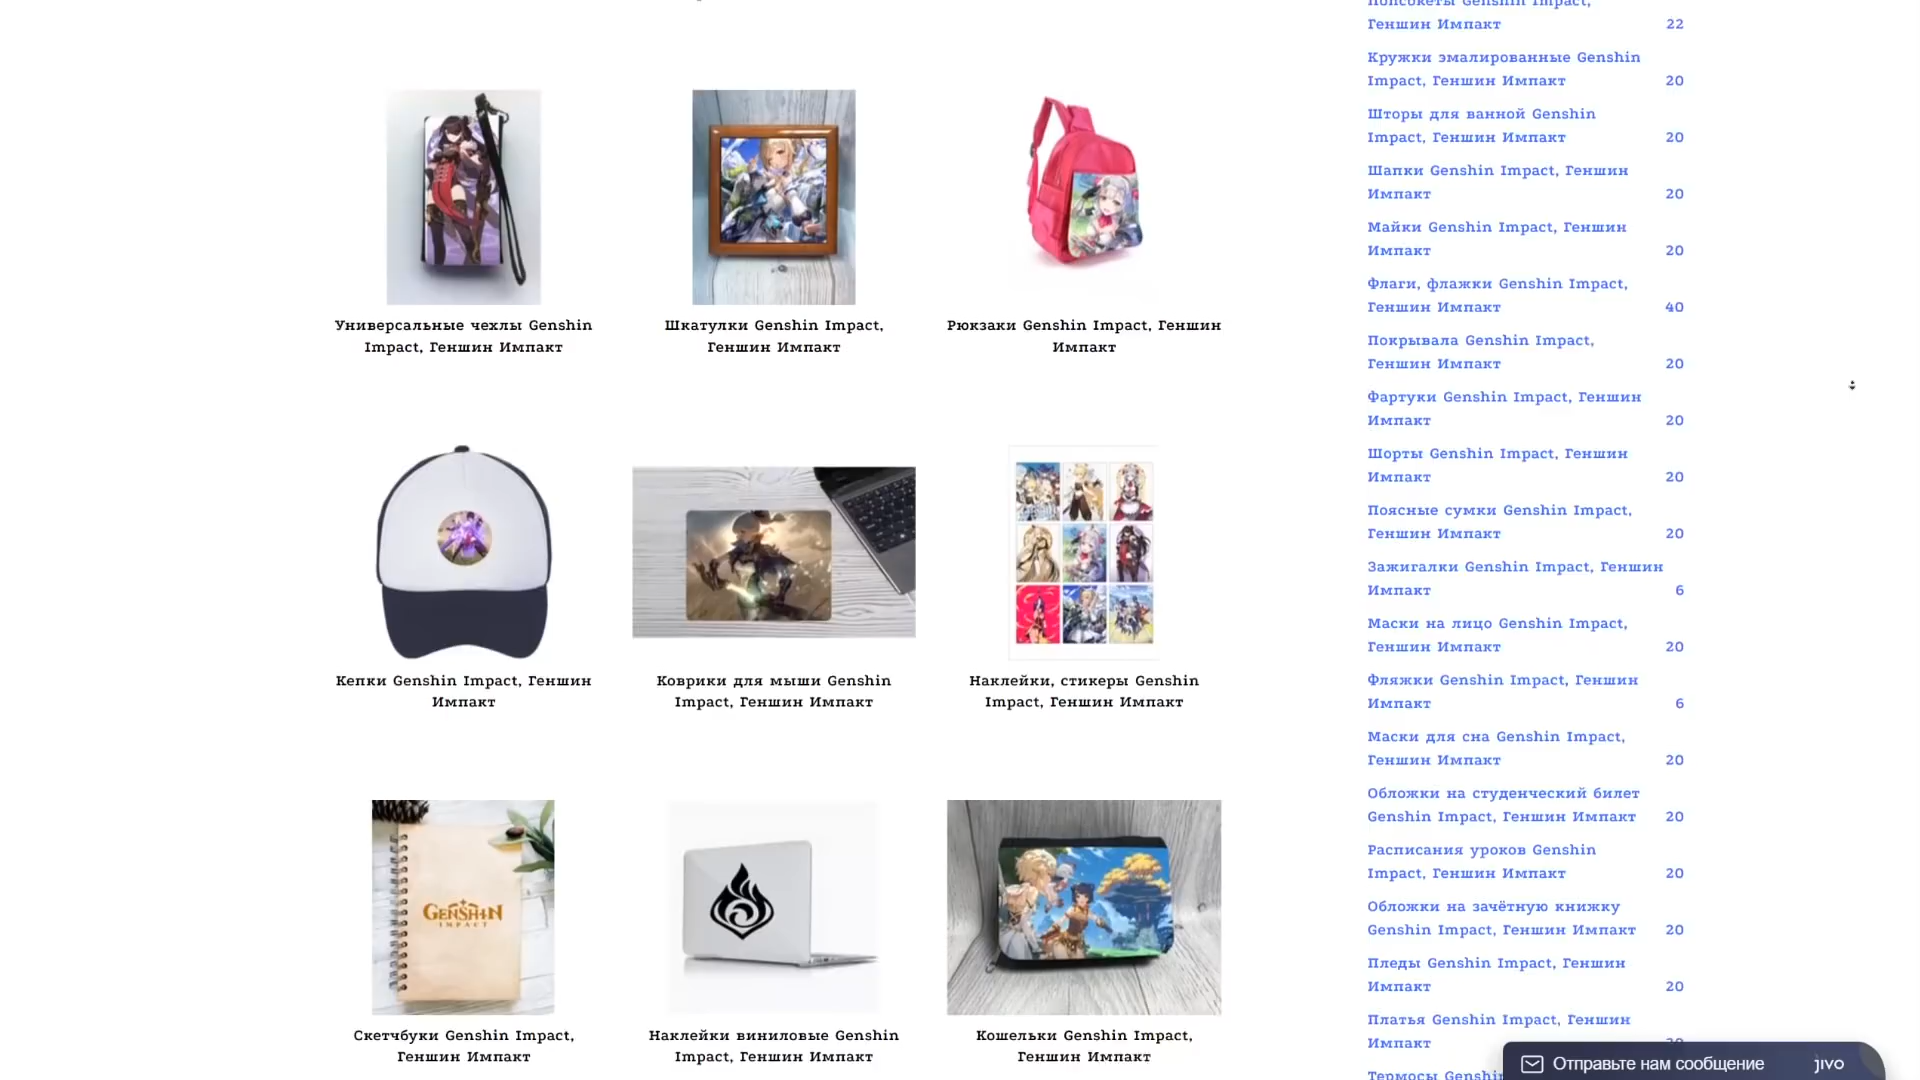 Универсальные чехлы Genshin
Impact, Геншин Импакт
Шкатулки Genshin Impact,
Геншин Импакт
Рюкзаки Genshin Impact, Геншин
Импакт
Кепки Genshin Impact, Геншин
Импакт
Коврики для мыши Genshin
Impact, Геншин Импакт
Наклейки, стикеры Genshin
Impact, Геншин Импакт
GENSHIN
IMPACT
Скетчбуки Genshin Impact,
Геншин Импакт
Наклейки виниловые Genshin
Impact, Геншин Импакт
Кошельки Genshin Impact,
Геншин Импакт
Попсокеты Genshin Impact,
Геншин Импакт 22
Кружки эмалированные Genshin
Impact, Геншин Импакт 20
Шторы для ванной Genshin
Impact, Геншин Импакт 20
Шапки Genshin Impact, Геншин
Импакт 20
Майки Genshin Impact, Геншин
Импакт 20
Флаги, флажки Genshin Impact,
Геншин Импакт 40
Покрывала Genshin Impact,
Геншин Импакт 20
Фартуки Genshin Impact, Геншин
Импакт 20
Шорты Genshin Impact, Геншин
Импакт 20
Поясные сумки Genshin Impact,
Геншин Импакт 20
Зажигалки Genshin Impact, Геншин
Импакт 6
Маски на лицо Genshin Impact,
Геншин Импакт 20
Фляжки Genshin Impact, Геншин
Импакт 6
Маски для сна Genshin Impact,
Геншин Импакт 20
Обложки на студенческий билет
Genshin Impact, Геншин Импакт 20
Расписания уроков Genshin
Impact, Геншин Импакт 20
Обложки на зачётную книжку
Genshin Impact, Геншин Импакт 20
Пледы Genshin Impact, Геншин
Импакт 20
Платья Genshin Impact, Геншин
Импакт
Термосы Genshin
Отправьте нам сообщение jivo